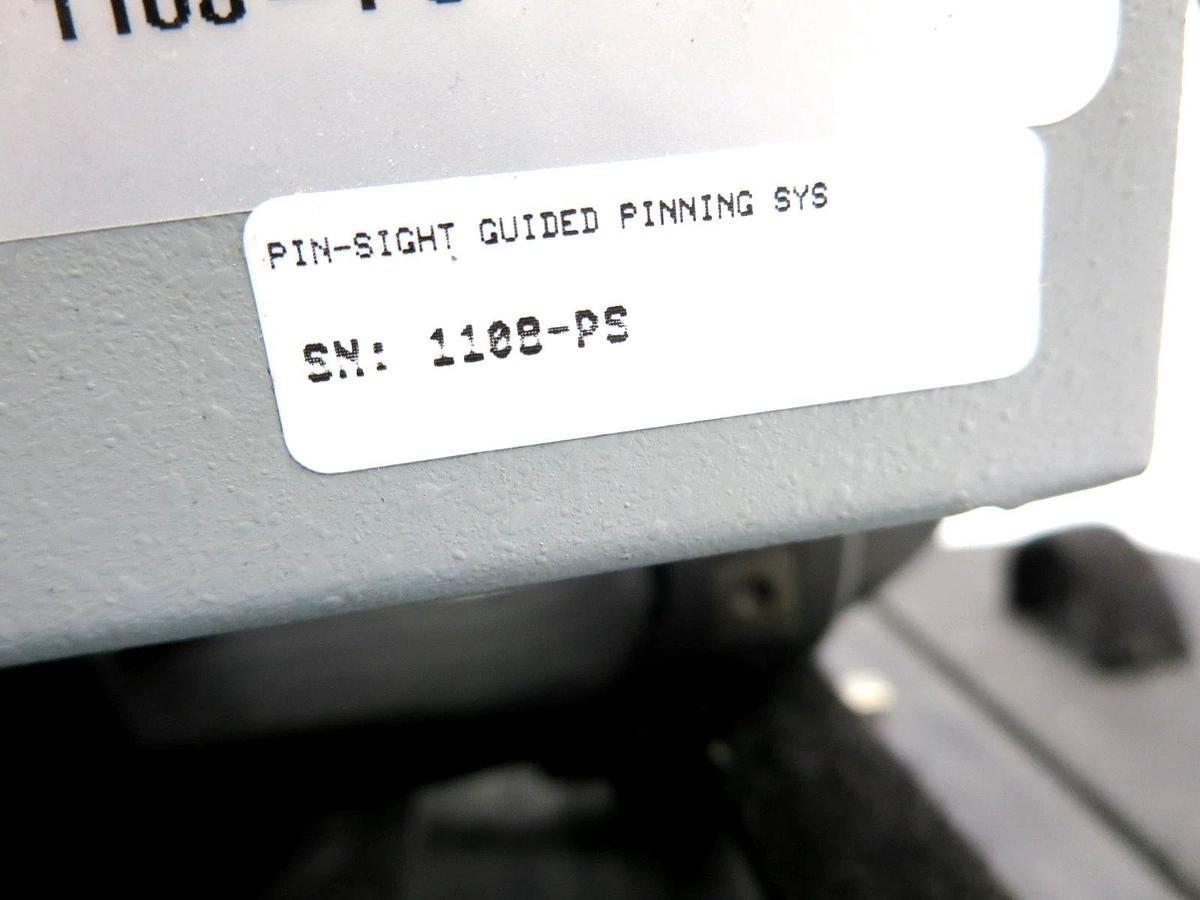 PIN-SIGHT GUIDED PINNING SYS
SN: 1108-PS